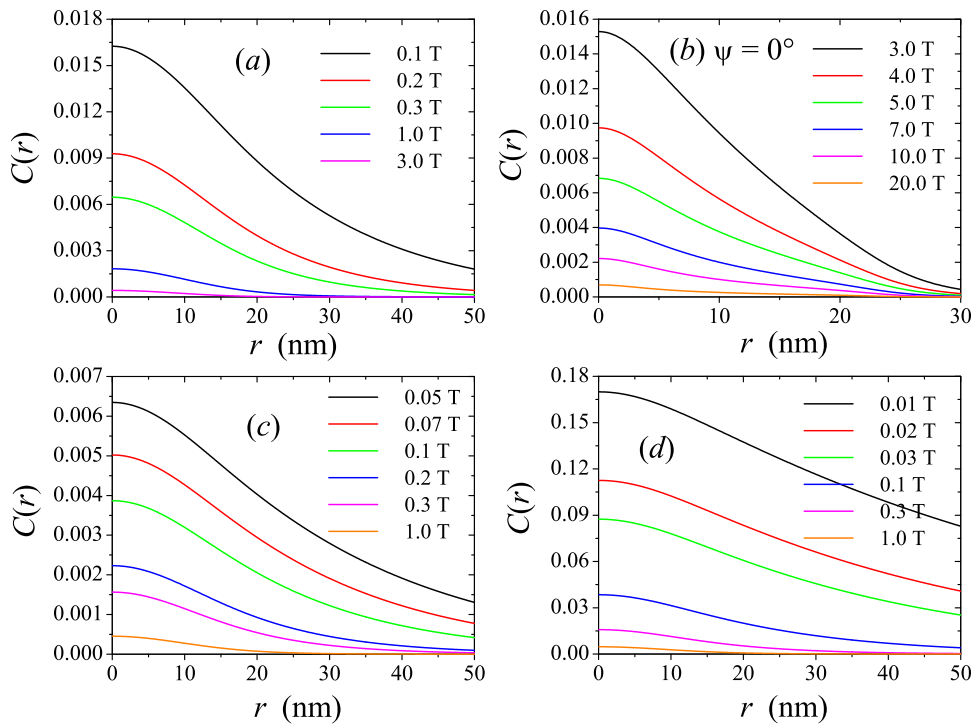 0.018
0.015
0.012
0.009
0.006
0.003
0.000
C(r)
(a)
0.1 T
0.2 T
0.3 T
1.0 T
3.0 T
0 10 20 30 40 50
r (nm)
0.016
0.014
0.012
0.010
0.008
0.006
0.004
0.002
0.000
C(r)
(b) ψ = 0°
3.0 T
4.0 T
5.0 T
7.0 T
10.0 T
20.0 T
0 10 20 30
r (nm)
0.007
0.006
0.005
0.004
0.003
0.002
0.001
0.000
C(r)
(c)
0.05 T
0.07 T
0.1 T
0.2 T
0.3 T
1.0 T
0 10 20 30 40 50
r (nm)
0.18
0.15
0.12
0.09
0.06
0.03
0.00
C(r)
(d)
0.01 T
0.02 T
0.03 T
0.1 T
0.3 T
1.0 T
0 10 20 30 40 50
r (nm)